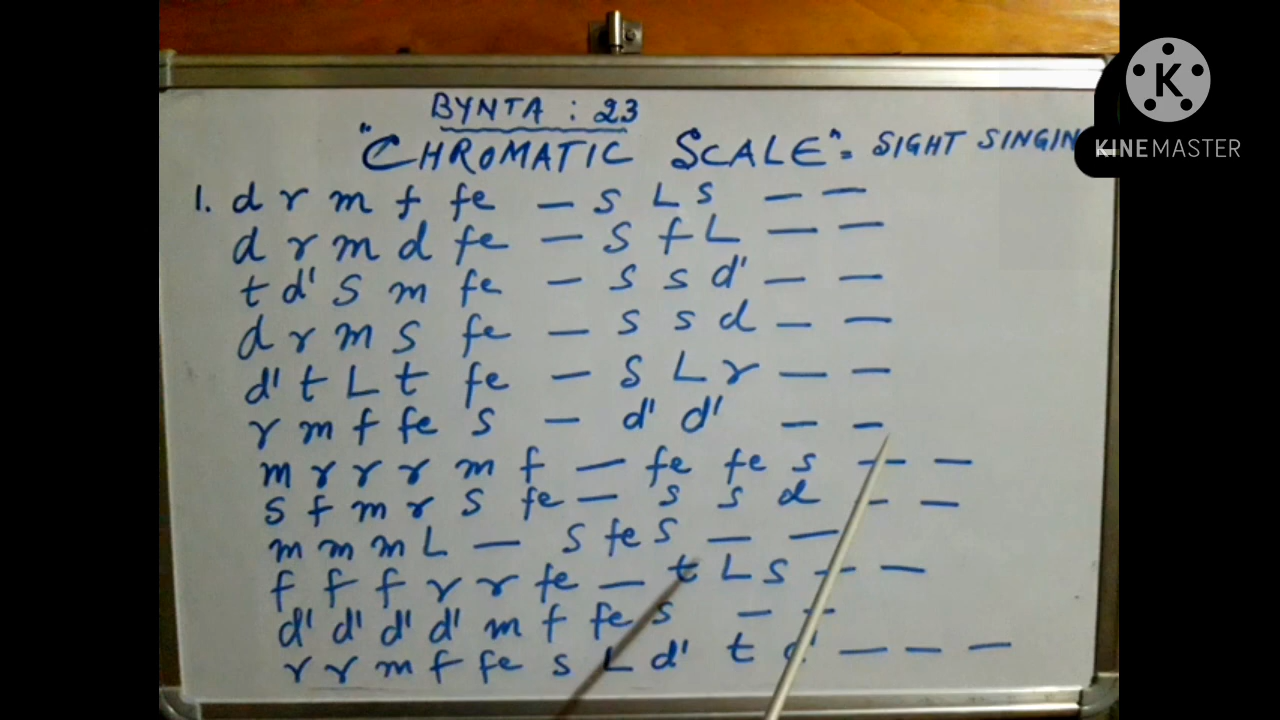 BYNTA : 23
"CHROMATIC SCALE" = SIGHT SINGIN
KINEMASTER
1. d r m f fe — s L s — —
d r m d fe — s f L — —
t d' s m fe — s s d' — —
d r m s fe — s s d — —
d' t L t fe — s L r — —
r m f fe s — d' d' — —
m r r r m f — fe fe s — —
s f m r s fe — s s d — —
m m m L — s fe s — —
f f f r r fe — t L s — —
d' d' d' d' m f fe s — —
r r m f fe s L d' t d' — — —